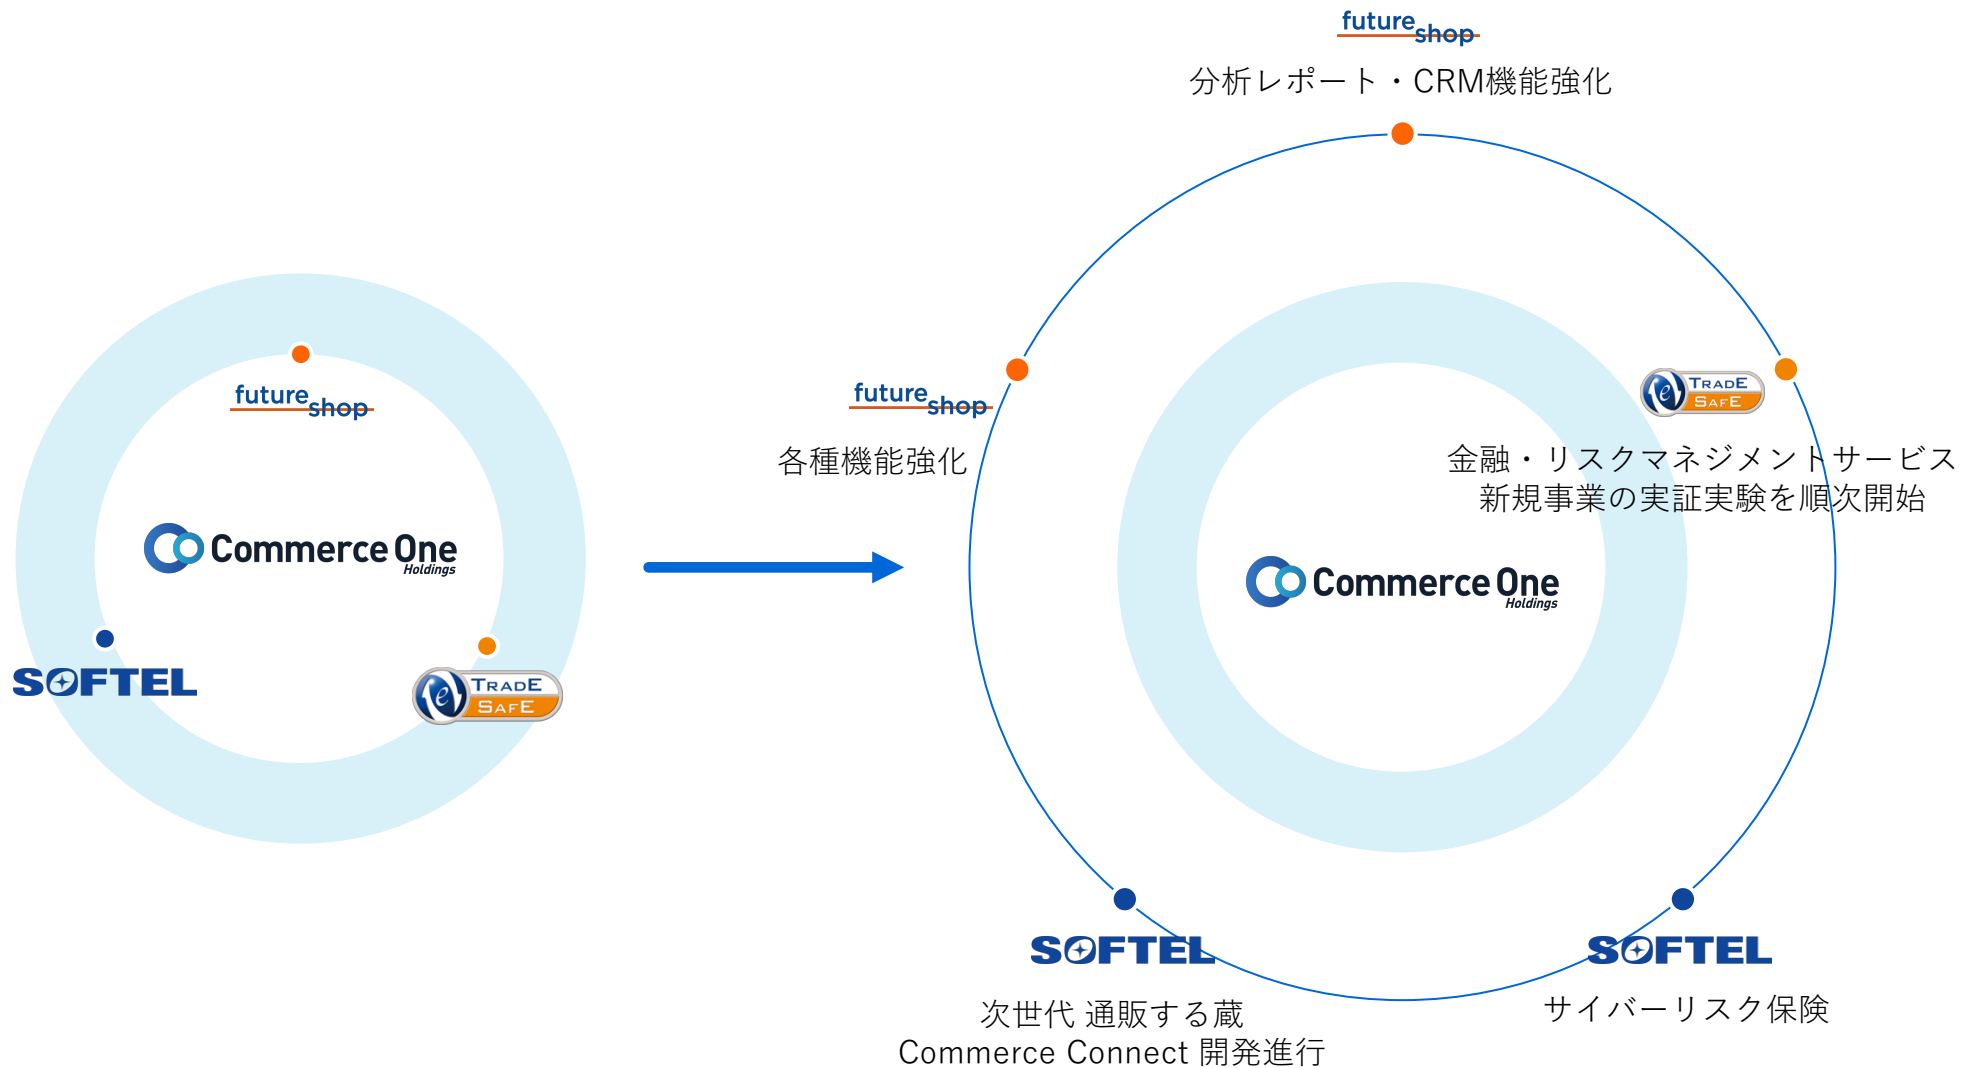 future
shop
Commerce One
Holdings
SOFTEL
e
TRADE
SAFE
future
shop
分析レポート・CRM機能強化
future
shop
各種機能強化
e
TRADE
SAFE
金融・リスクマネジメントサービス
新規事業の実証実験を順次開始
Commerce One
Holdings
SOFTEL
次世代 通販する蔵
Commerce Connect 開発進行
SOFTEL
サイバーリスク保険